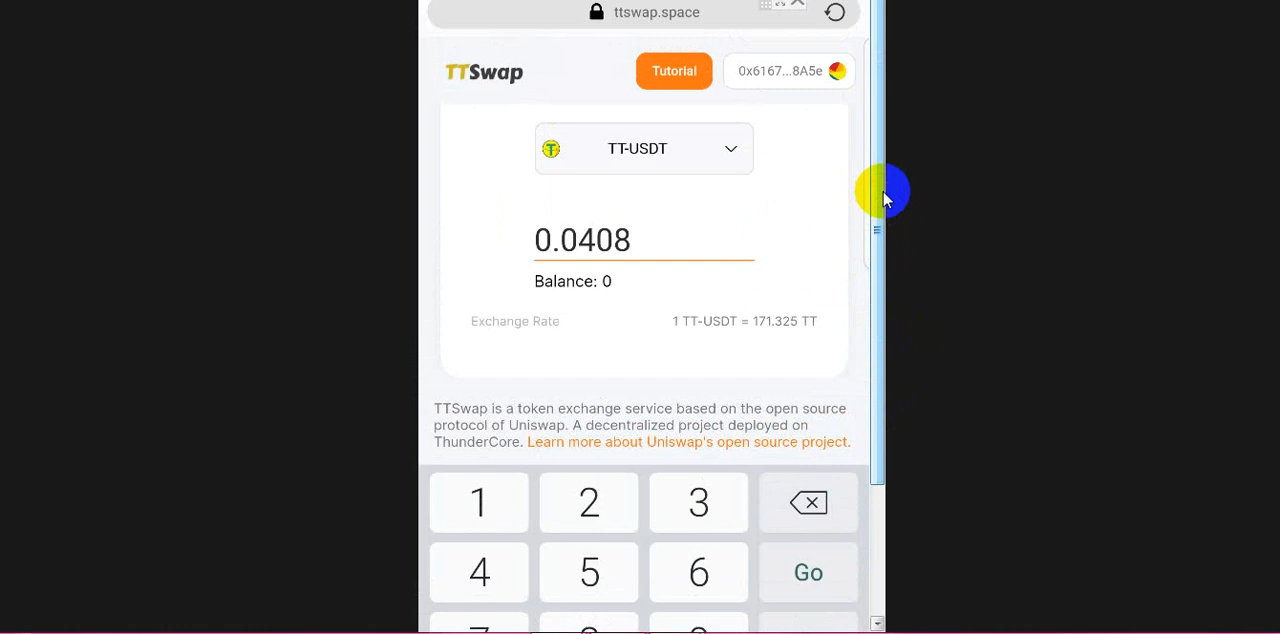 ttswap.space
TTSwap
Tutorial
0x6167...8A5e
TT-USDT
0.0408
Balance: 0
Exchange Rate
1 TT-USDT = 171.325 TT
TTSwap is a token exchange service based on the open source
protocol of Uniswap. A decentralized project deployed on
ThunderCore. Learn more about Uniswap's open source project.
1 2 3
4 5 6 Go